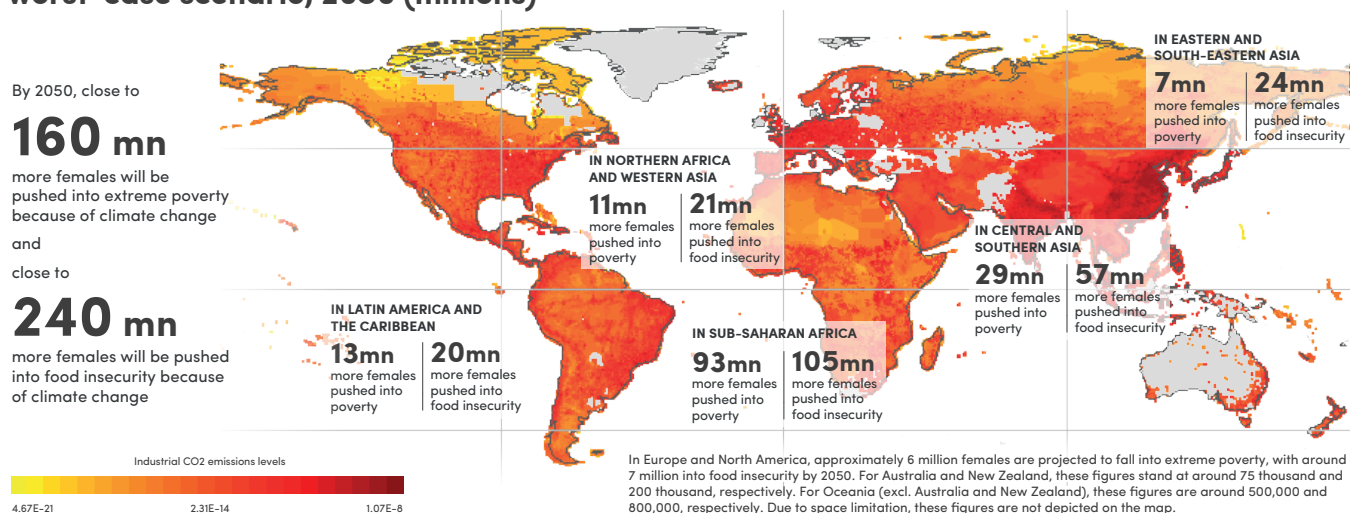 worst-case scenario, 2050 (millions)
By 2050, close to
160 mn
more females will be
pushed into extreme poverty
because of climate change
and
close to
240 mn
more females will be pushed
into food insecurity because
of climate change
IN EASTERN AND
SOUTH-EASTERN ASIA
7mn
more females
pushed into
poverty
24mn
more females
pushed into
food insecurity
IN NORTHERN AFRICA
AND WESTERN ASIA
11mn
more females
pushed into
poverty
21mn
more females
pushed into
food insecurity
IN CENTRAL AND
SOUTHERN ASIA
29mn
more females
pushed into
poverty
57mn
more females
pushed into
food insecurity
IN LATIN AMERICA AND
THE CARIBBEAN
13mn
more females
pushed into
poverty
20mn
more females
pushed into
food insecurity
IN SUB-SAHARAN AFRICA
93mn
more females
pushed into
poverty
105mn
more females
pushed into
food insecurity
Industrial CO2 emissions levels
4.67E-21 2.31E-14 1.07E-8
In Europe and North America, approximately 6 million females are projected to fall into extreme poverty, with around
7 million into food insecurity by 2050. For Australia and New Zealand, these figures stand at around 75 thousand and
200 thousand, respectively. For Oceania (excl. Australia and New Zealand), these figures are around 500,000 and
800,000, respectively. Due to space limitation, these figures are not depicted on the map.